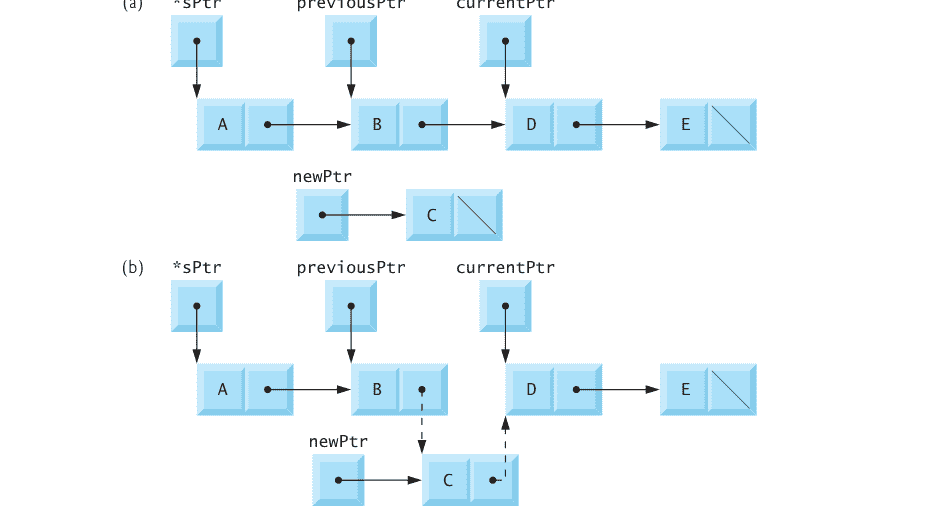 (a) *sPtr previousPtr currentPtr
A B D E
newPtr
C
(b) *sPtr previousPtr currentPtr
A B D E
newPtr
C